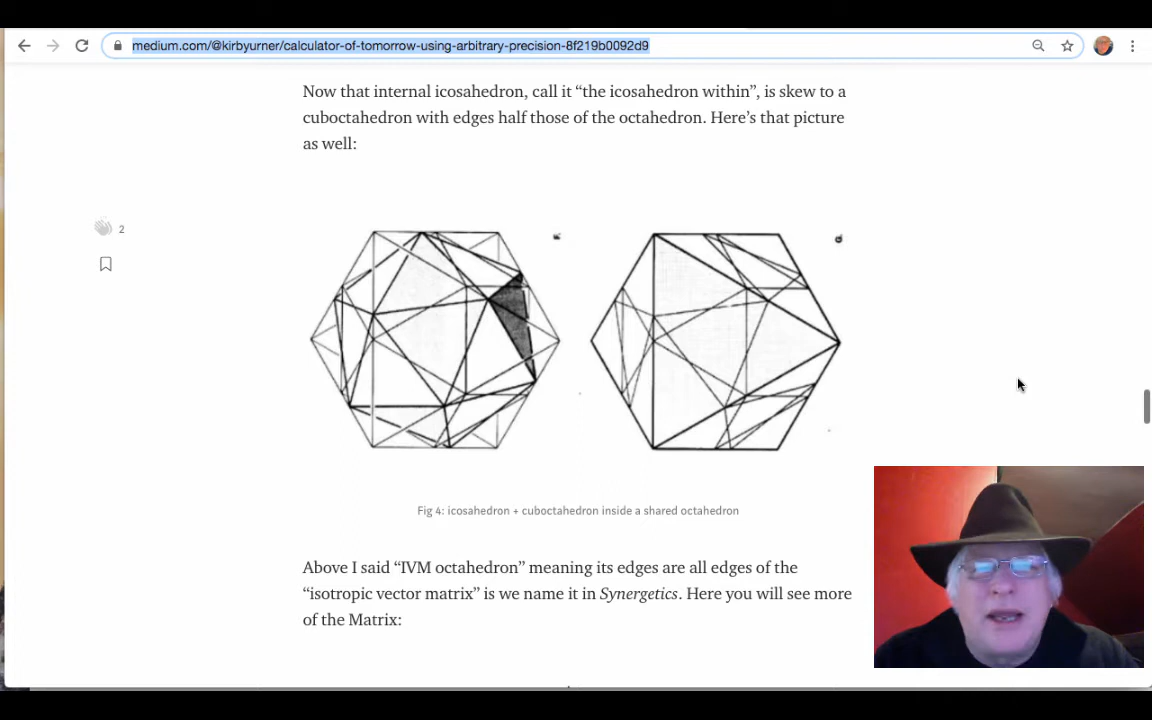 medium.com/@kirbyurner/calculator-of-tomorrow-using-arbitrary-precision-8f219b0092d9
Now that internal icosahedron, call it “the icosahedron within”, is skew to a
cuboctahedron with edges half those of the octahedron. Here’s that picture
as well:
2
Fig 4: icosahedron + cuboctahedron inside a shared octahedron
Above I said “IVM octahedron” meaning its edges are all edges of the
“isotropic vector matrix” is we name it in Synergetics. Here you will see more
of the Matrix: